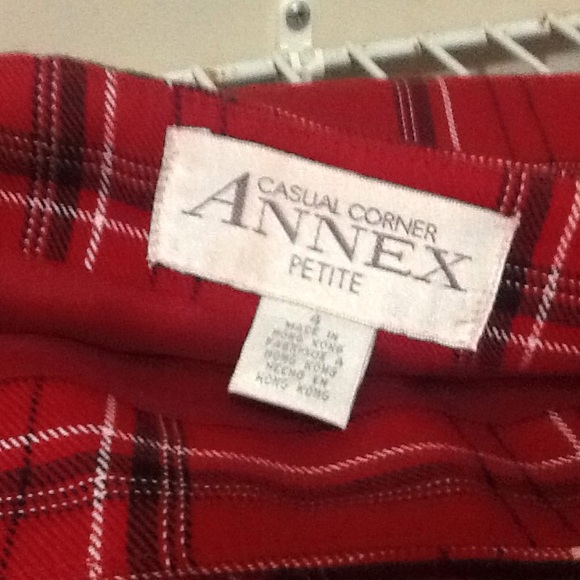 CASUAL CORNER
ANNEX
PETITE
4
MADE IN
HONG KONG
FABRIQUE A
HONG KONG
HECHO EN
HONG KONG